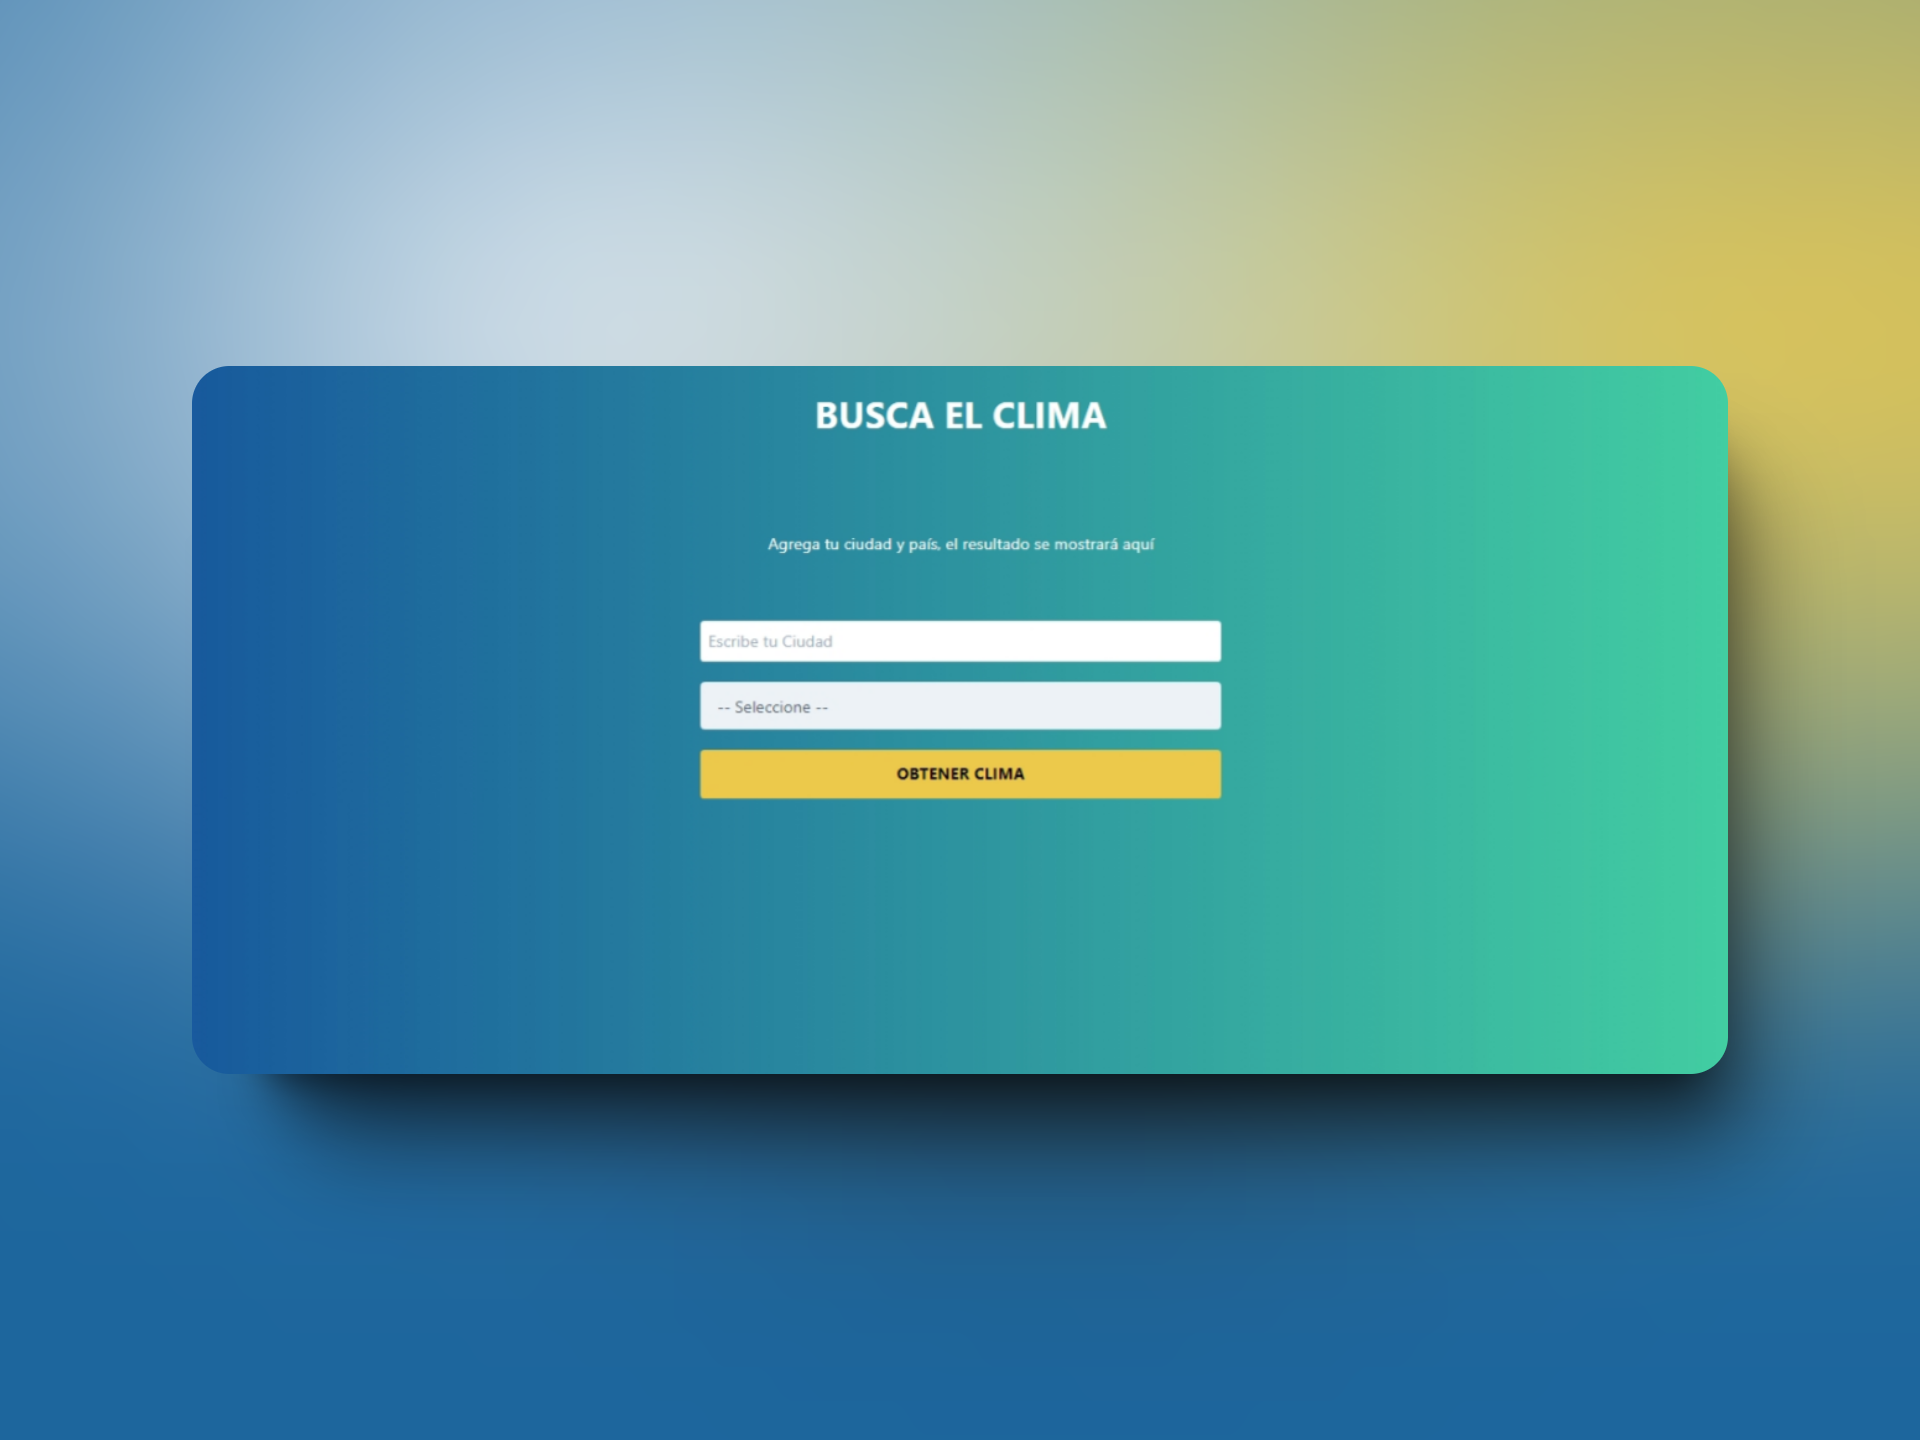 BUSCA EL CLIMA
Agrega tu ciudad y país, el resultado se mostrará aquí
Escribe tu Ciudad
-- Seleccione --
OBTENER CLIMA